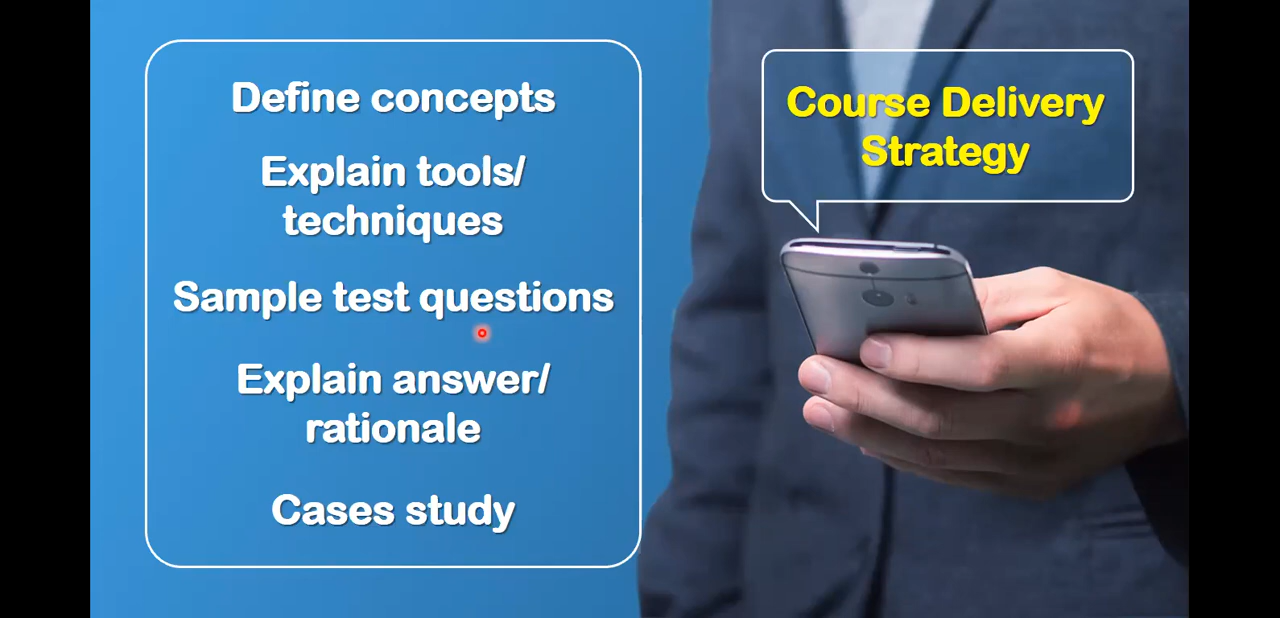 Define concepts
Explain tools/
techniques
Sample test questions
Explain answer/
rationale
Cases study
Course Delivery
Strategy